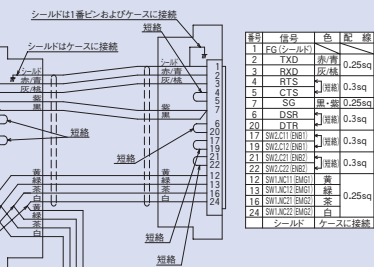 シールドは1番ピンおよびケースに接続
短絡
シールドはケースに接続
シールド
赤/青
灰/桃
紫
黒
シールド
赤/青
灰/桃
紫
黒
1
2
3
4
5
7
6
20
17
19
21
22
12
13
16
24
短絡
短絡
黄
緑
茶
白
黄
緑
茶
白
黄
緑
茶
白
短絡
短絡
番号 信号 色 配線
1 FG (シールド)
2 TXD 赤/青 0.25sq
3 RXD 灰/桃
4 RTS (短絡) 0.3sq
5 CTS
7 SG 黒・紫 0.25sq
6 DSR (短絡) 0.3sq
20 DTR
17 SW2.C11 (ENB1) (短絡) 0.3sq
19 SW2.C12 (ENB1)
21 SW2.C21 (ENB2) (短絡) 0.3sq
22 SW2.C22 (ENB2)
12 SW1.NC11 (EMG1) 黄 0.25sq
13 SW1.NC12 (EMG1) 緑
16 SW1.NC21 (EMG2) 茶
24 SW1.NC22 (EMG2) 白
シールド ケースに接続